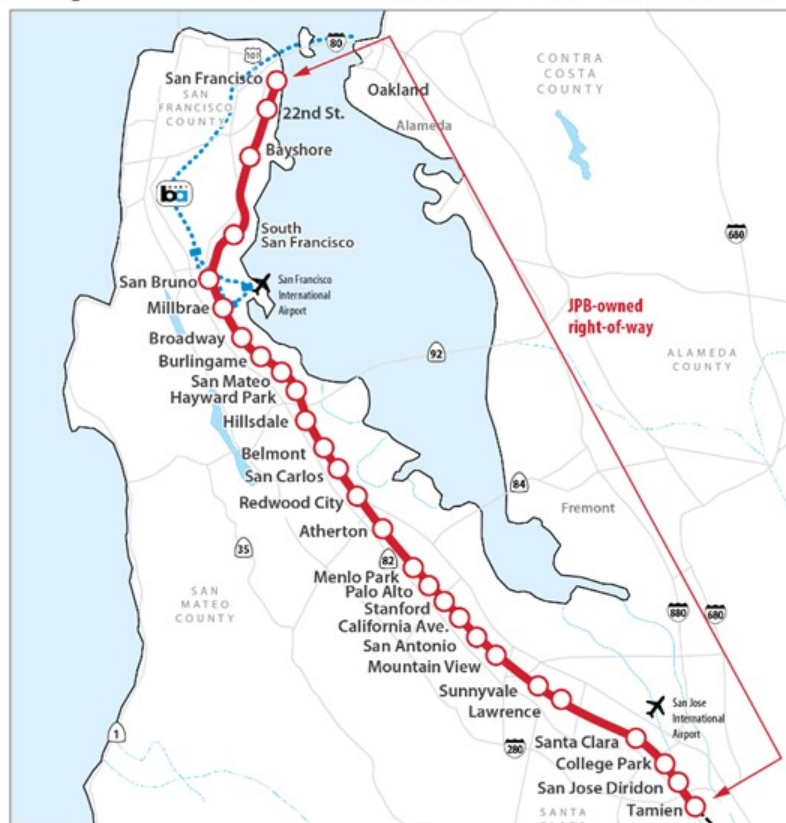 80
101
San Francisco
SAN
FRANCISCO
COUNTY
22nd St.
Bayshore
Oakland
Alameda
CONTRA
COSTA
COUNTY
680
ba
South
San Francisco
San Bruno
San Francisco
International
Airport
Millbrae
Broadway
Burlingame
San Mateo
Hayward Park
Hillsdale
Belmont
San Carlos
Redwood City
Atherton
JPB-owned
right-of-way
92
ALAMEDA
COUNTY
84
Fremont
35
82
SAN
MATEO
COUNTY
Menlo Park
Palo Alto
Stanford
California Ave.
San Antonio
Mountain View
Sunnyvale
Lawrence
880
680
San Jose
International
Airport
1
280
Santa Clara
College Park
San Jose Diridon
Tamien
SANTA